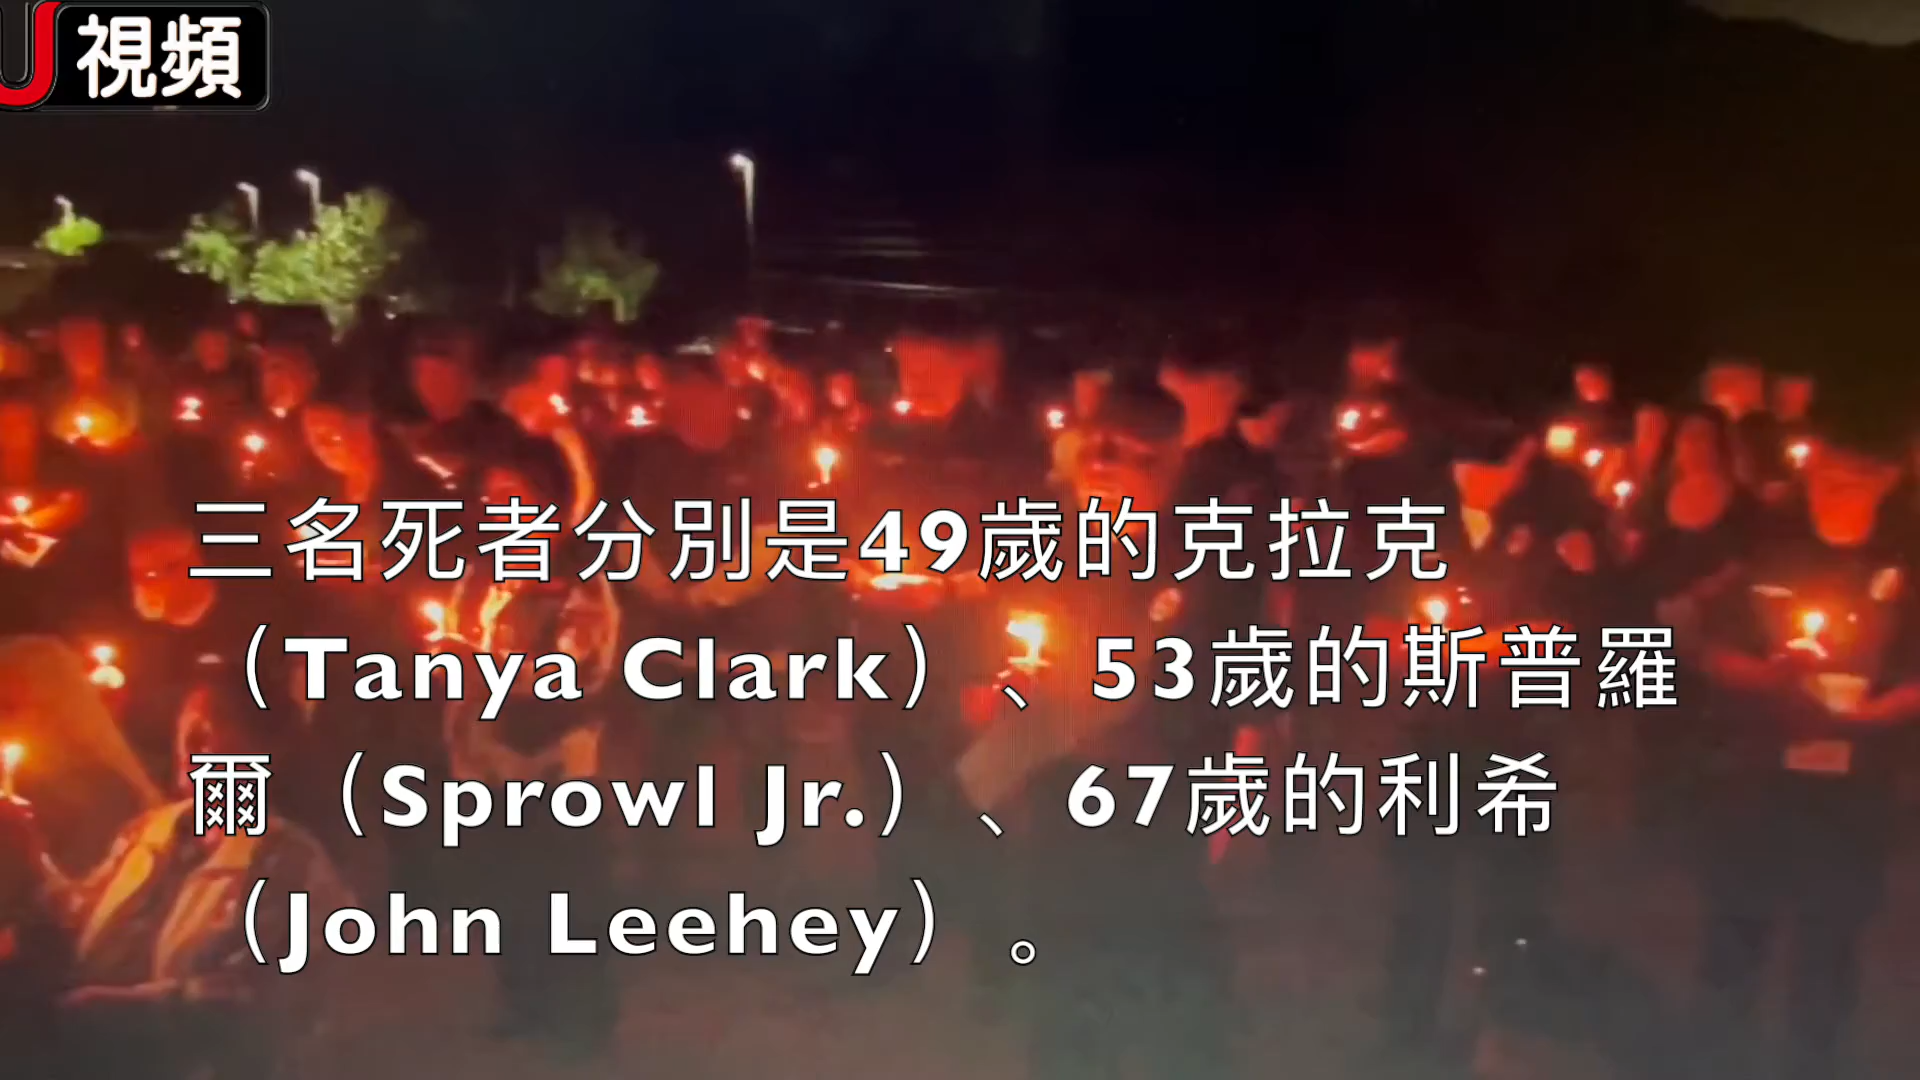 視頻
三名死者分別是49歲的克拉克
（Tanya Clark）、53歲的斯普羅
爾（Sprowl Jr.）、67歲的利希
（John Leehey）。